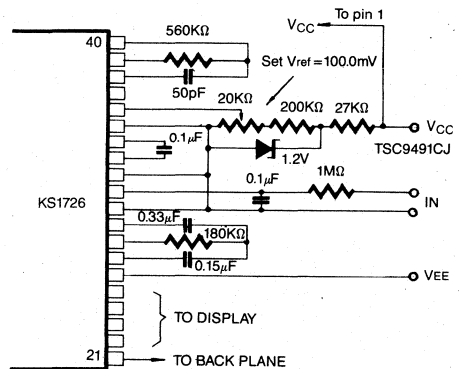 To pin 1
VCC
40
560KΩ
50pF
Set Vref = 100.0mV
20KΩ
200KΩ
27KΩ
VCC
TSC9491CJ
0.1μF
1.2V
1MΩ
0.1μF
IN
KS1726
0.33μF
180KΩ
0.15μF
VEE
TO DISPLAY
21
TO BACK PLANE